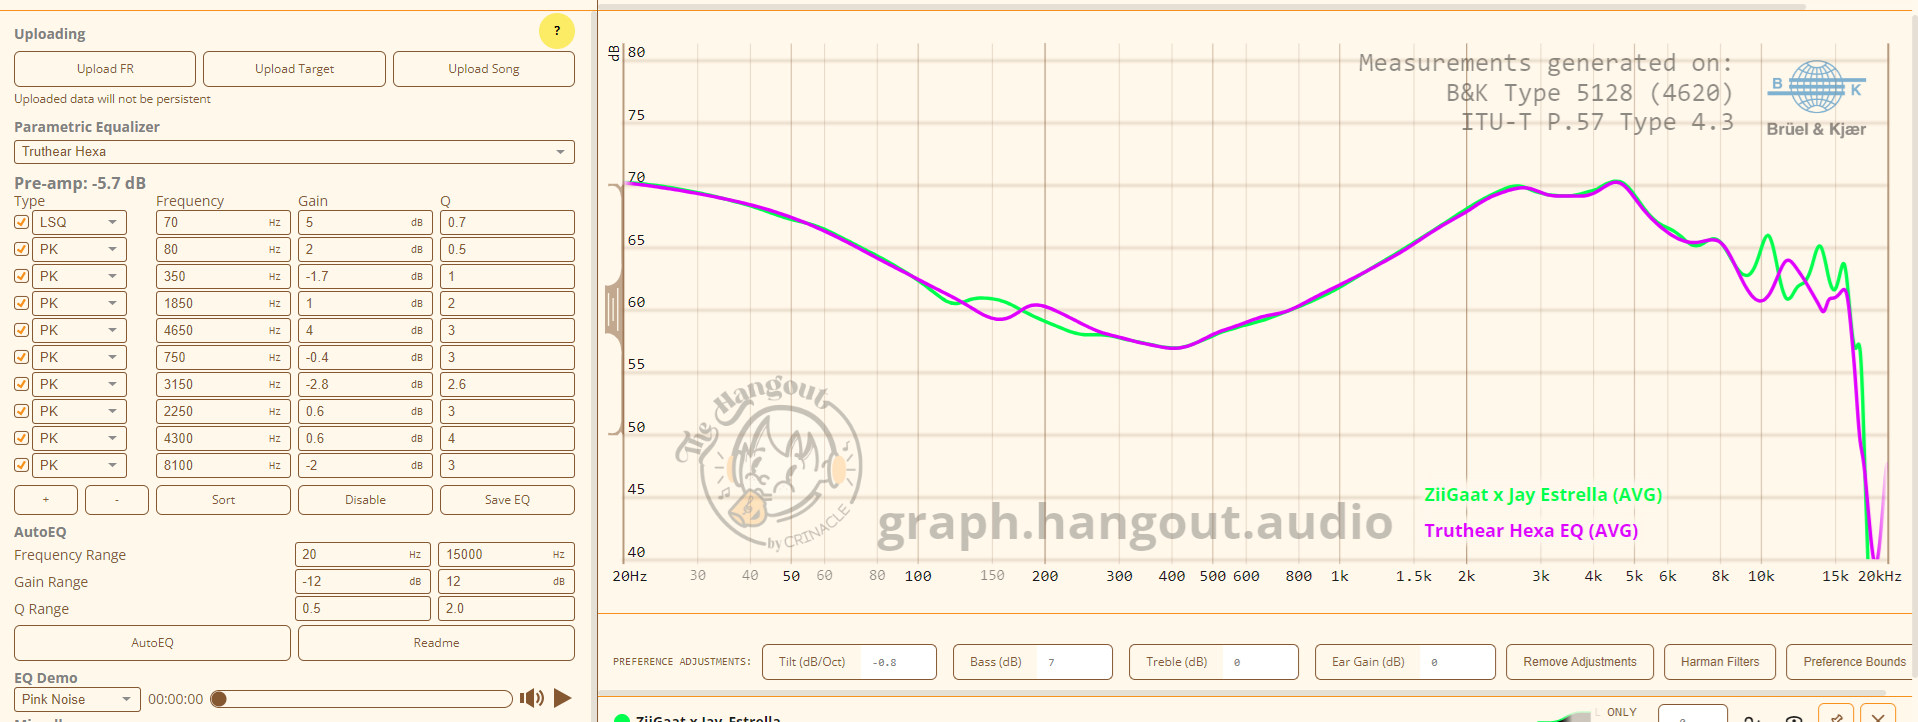 Uploading
?
Upload FR
Upload Target
Upload Song
Uploaded data will not be persistent
Parametric Equalizer
Truthear Hexa
Pre-amp: -5.7 dB
Type Frequency Gain Q
LSQ 70 Hz 5 dB 0.7
PK 80 Hz 2 dB 0.5
PK 350 Hz -1.7 dB 1
PK 1850 Hz 1 dB 2
PK 4650 Hz 4 dB 3
PK 750 Hz -0.4 dB 3
PK 3150 Hz -2.8 dB 2.6
PK 2250 Hz 0.6 dB 3
PK 4300 Hz 0.6 dB 4
PK 8100 Hz -2 dB 3
+ - Sort Disable Save EQ
AutoEQ
Frequency Range 20 Hz 15000 Hz
Gain Range -12 dB 12 dB
Q Range 0.5 2.0
AutoEQ Readme
EQ Demo
Pink Noise 00:00:00
dB
80
75
70
65
60
55
50
45
40
Measurements generated on:
B&K Type 5128 (4620)
ITU-T P.57 Type 4.3
B K
Brüel & Kjær
The Hangout
by CRINACLE
graph.hangout.audio
ZiiGaat x Jay Estrella (AVG)
Truthear Hexa EQ (AVG)
20Hz 30 40 50 60 80 100 150 200 300 400 500 600 800 1k 1.5k 2k 3k 4k 5k 6k 8k 10k 15k 20kHz
PREFERENCE ADJUSTMENTS: Tilt (dB/Oct) -0.8 Bass (dB) 7 Treble (dB) 0 Ear Gain (dB) 0 Remove Adjustments Harman Filters Preference Bounds
ZiiGaat x Jay Estrella
L ONLY